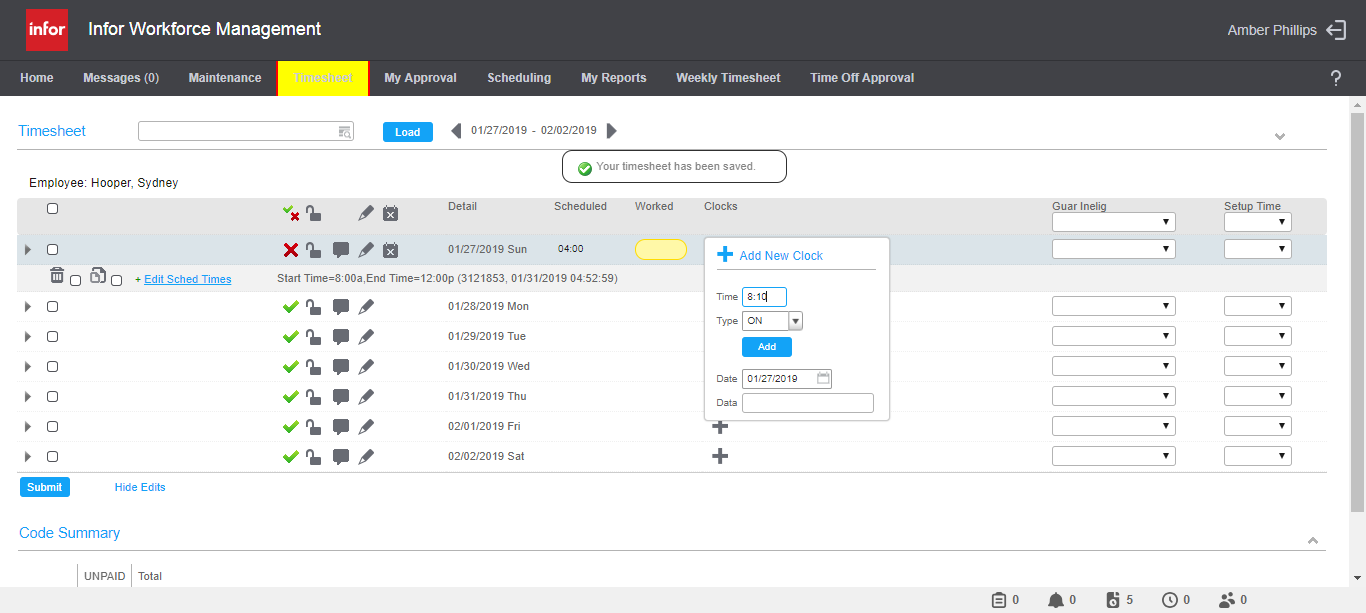 infor
Infor Workforce Management
Amber Phillips
Home Messages (0) Maintenance Timesheet My Approval Scheduling My Reports Weekly Timesheet Time Off Approval ?
Timesheet Load 01/27/2019 - 02/02/2019
Your timesheet has been saved.
Employee: Hooper, Sydney
Detail Scheduled Worked Clocks Guar Inelig Setup Time
01/27/2019 Sun 04:00
+ Edit Sched Times Start Time=8:00a,End Time=12:00p (3121853, 01/31/2019 04:52:59)
Add New Clock
Time 8:10
Type ON
Add
Date 01/27/2019
Data
01/28/2019 Mon
01/29/2019 Tue
01/30/2019 Wed
01/31/2019 Thu
02/01/2019 Fri
02/02/2019 Sat
Submit Hide Edits
Code Summary
UNPAID Total
0 0 5 0 0